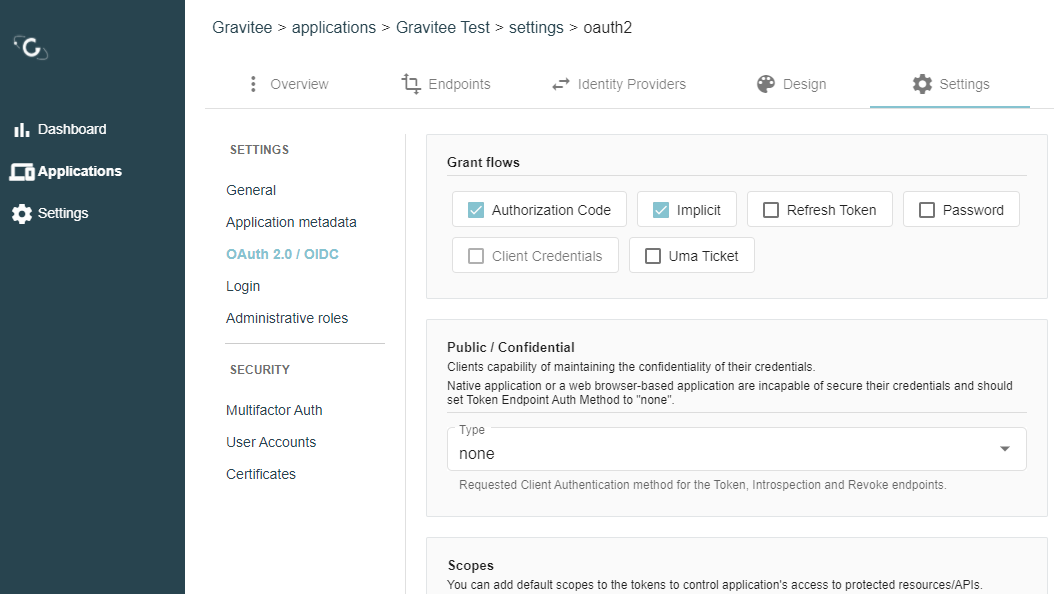 Gravitee > applications > Gravitee Test > settings > oauth2
Overview
Endpoints
Identity Providers
Design
Settings
Dashboard
Applications
Settings
SETTINGS
General
Application metadata
OAuth 2.0 / OIDC
Login
Administrative roles
SECURITY
Multifactor Auth
User Accounts
Certificates
Grant flows
Authorization Code
Implicit
Refresh Token
Password
Client Credentials
Uma Ticket
Public / Confidential
Clients capability of maintaining the confidentiality of their credentials.
Native application or a web browser-based application are incapable of secure their credentials and should
set Token Endpoint Auth Method to "none".
Type
none
Requested Client Authentication method for the Token, Introspection and Revoke endpoints.
Scopes
You can add default scopes to the tokens to control application's access to protected resources/APIs.